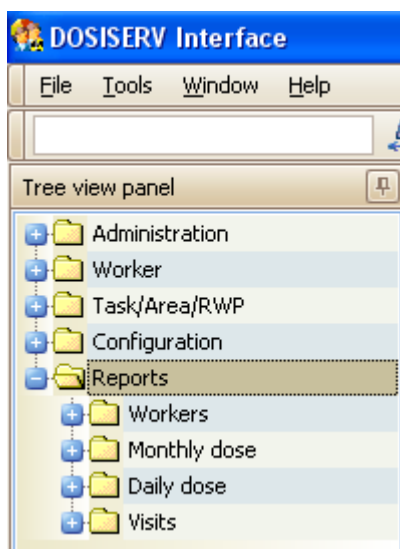 DOSISERV Interface
File Tools Window Help
Tree view panel
Administration
Worker
Task/Area/RWP
Configuration
Reports
Workers
Monthly dose
Daily dose
Visits